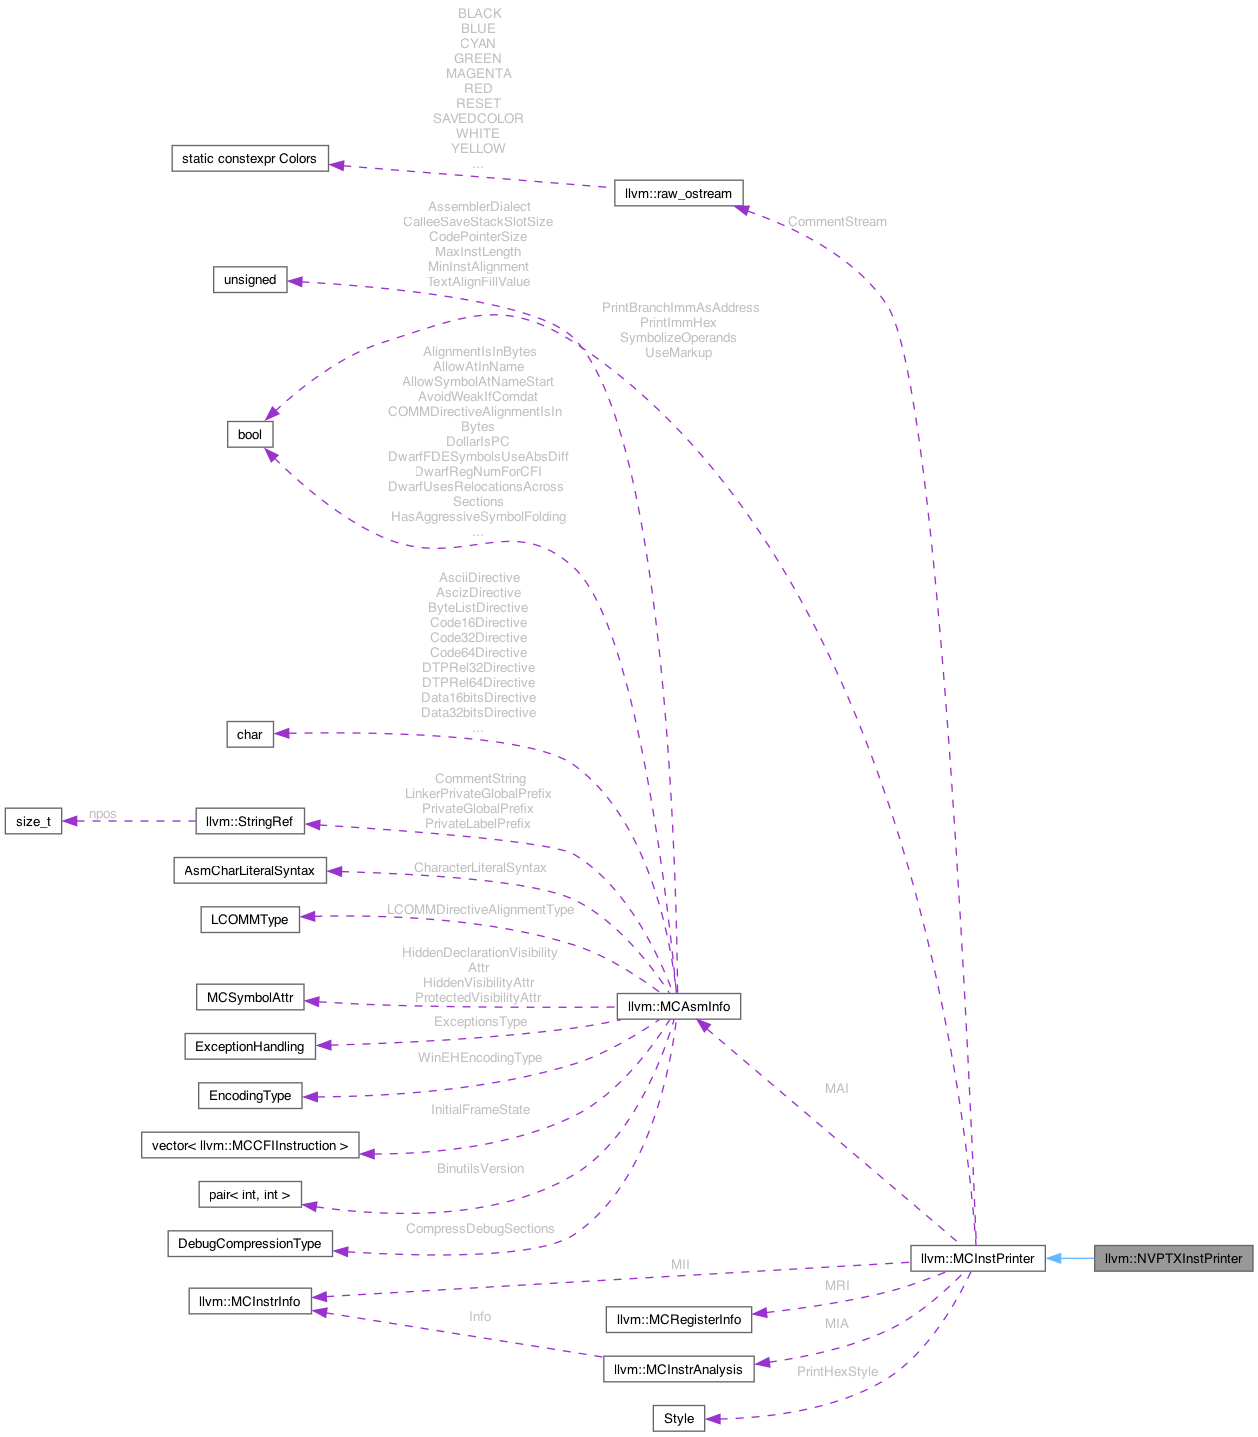 BLACK
BLUE
CYAN
GREEN
MAGENTA
RED
RESET
SAVEDCOLOR
WHITE
YELLOW
...
static constexpr Colors
llvm::raw_ostream
CommentStream
AssemblerDialect
CalleeSaveStackSlotSize
CodePointerSize
MaxInstLength
MinInstAlignment
TextAlignFillValue
unsigned
PrintBranchImmAsAddress
PrintImmHex
SymbolizeOperands
UseMarkup
AlignmentIsInBytes
AllowAtInName
AllowSymbolAtNameStart
AvoidWeakIfComdat
COMMDirectiveAlignmentIsIn
Bytes
DollarIsPC
DwarfFDESymbolsUseAbsDiff
DwarfRegNumForCFI
DwarfUsesRelocationsAcross
Sections
HasAggressiveSymbolFolding
...
bool
AsciiDirective
AscizDirective
ByteListDirective
Code16Directive
Code32Directive
Code64Directive
DTPRel32Directive
DTPRel64Directive
Data16bitsDirective
Data32bitsDirective
...
char
CommentString
LinkerPrivateGlobalPrefix
PrivateGlobalPrefix
PrivateLabelPrefix
size_t
npos
llvm::StringRef
CharacterLiteralSyntax
AsmCharLiteralSyntax
LCOMMDirectiveAlignmentType
LCOMMType
HiddenDeclarationVisibility
Attr
HiddenVisibilityAttr
ProtectedVisibilityAttr
MCSymbolAttr
llvm::MCAsmInfo
ExceptionsType
ExceptionHandling
WinEHEncodingType
EncodingType
MAI
InitialFrameState
vector< llvm::MCCFIInstruction >
BinutilsVersion
pair< int, int >
CompressDebugSections
DebugCompressionType
llvm::MCInstPrinter
llvm::NVPTXInstPrinter
MII
MRI
llvm::MCInstrInfo
Info
llvm::MCRegisterInfo
MIA
llvm::MCInstrAnalysis
PrintHexStyle
Style